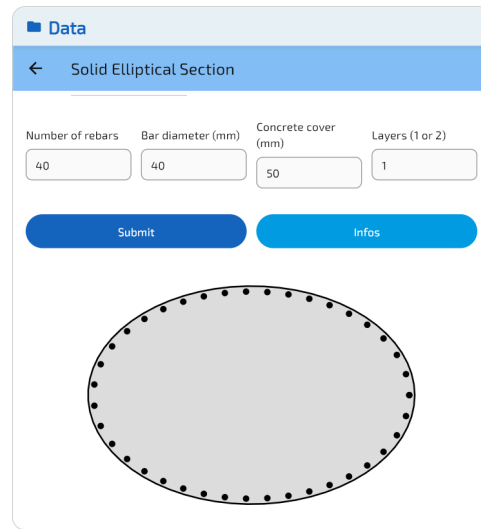 Data
Solid Elliptical Section
Number of rebars
Bar diameter (mm)
Concrete cover
(mm)
Layers (1 or 2)
40
40
50
1
Submit
Infos